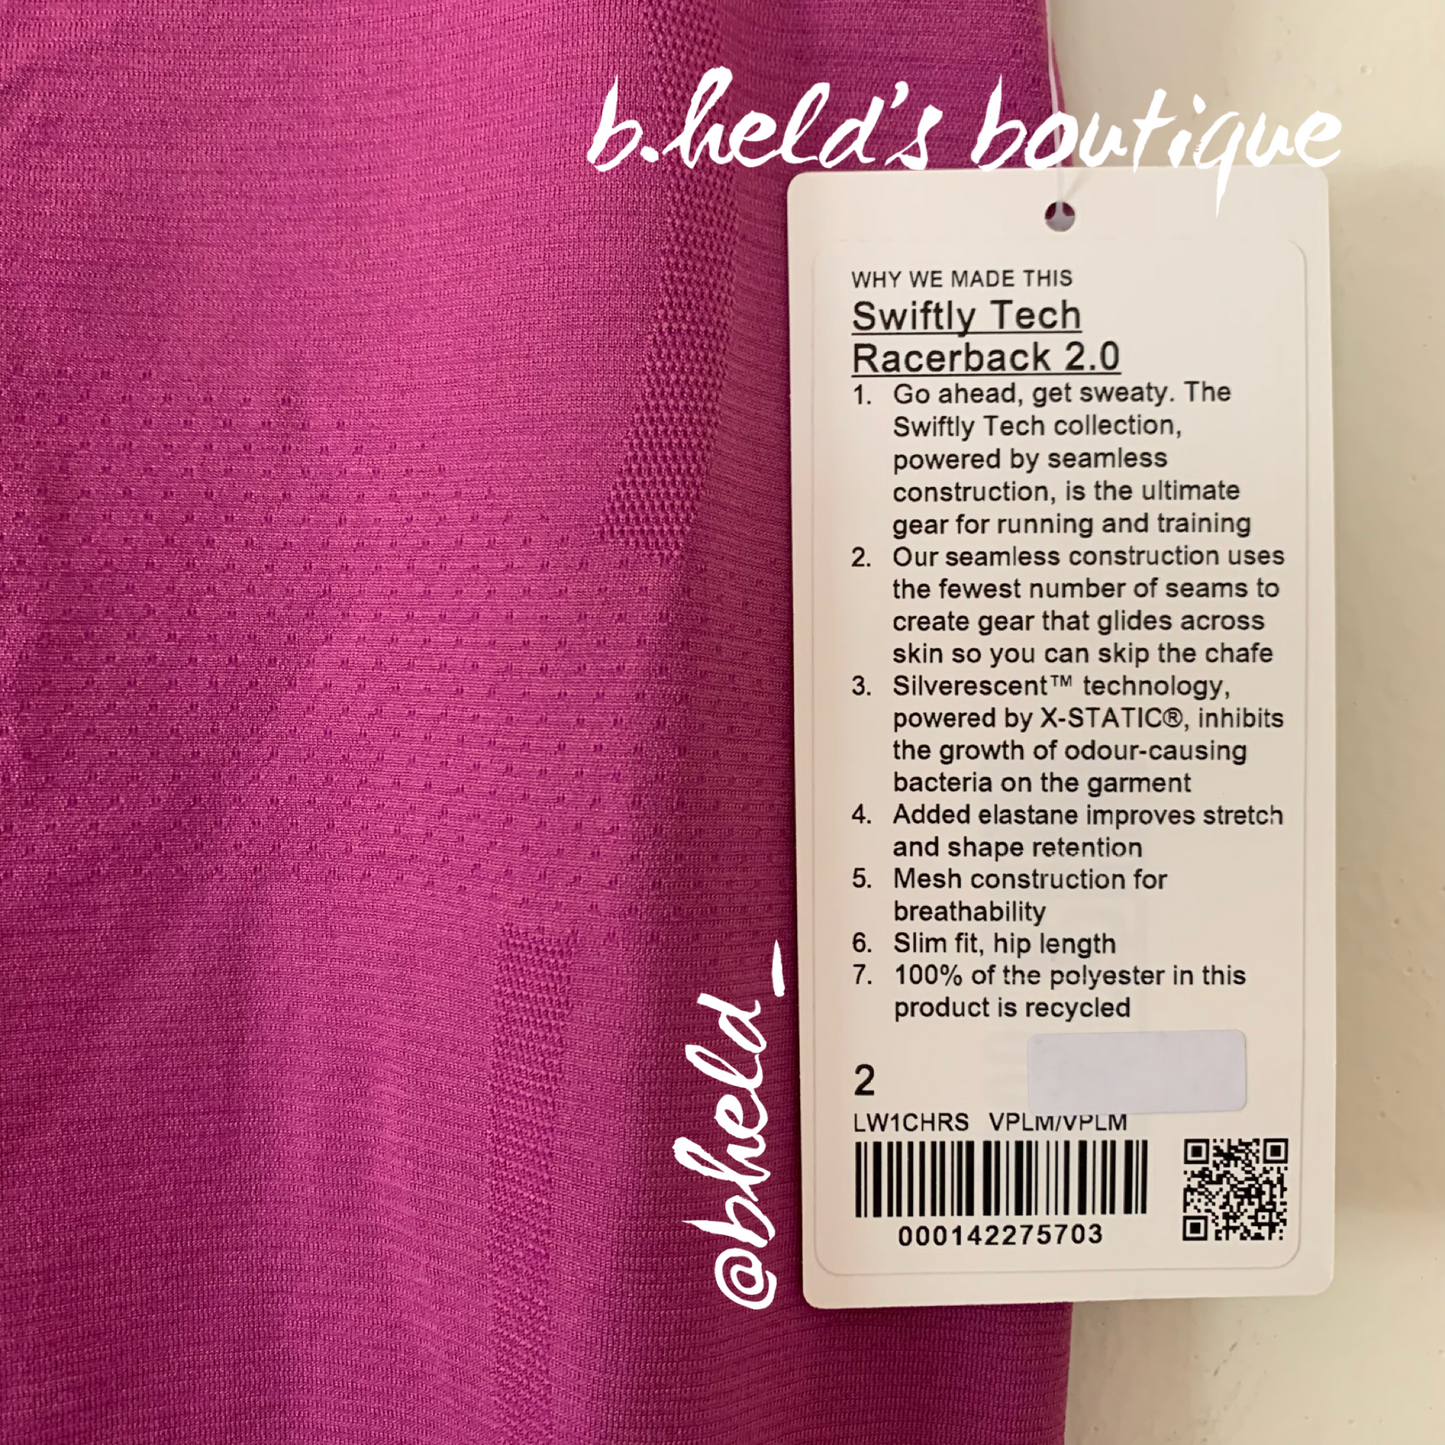 b.held's boutique
WHY WE MADE THIS
Swiftly Tech
Racerback 2.0
1. Go ahead, get sweaty. The
Swiftly Tech collection,
powered by seamless
construction, is the ultimate
gear for running and training
2. Our seamless construction uses
the fewest number of seams to
create gear that glides across
skin so you can skip the chafe
3. Silverescent™ technology,
powered by X-STATIC®, inhibits
the growth of odour-causing
bacteria on the garment
4. Added elastane improves stretch
and shape retention
5. Mesh construction for
breathability
6. Slim fit, hip length
7. 100% of the polyester in this
product is recycled
2
LW1CHRS VPLM/VPLM
000142275703
@bheld_